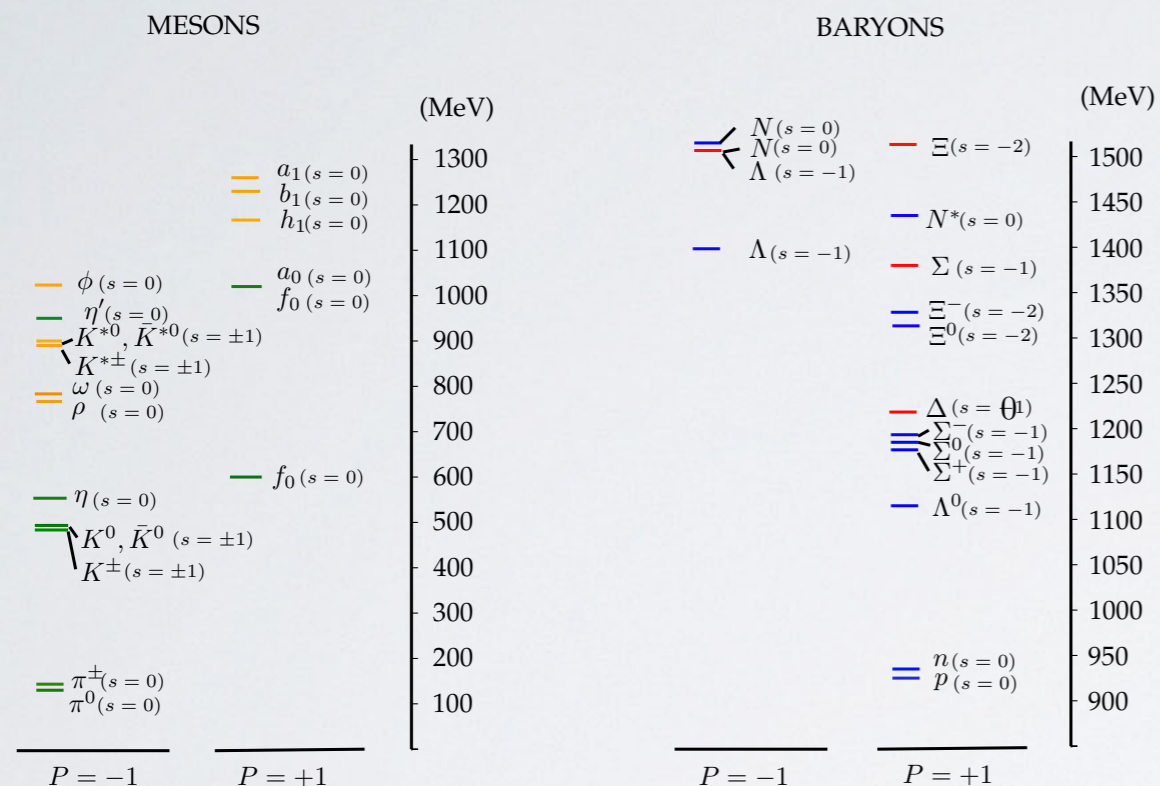 MESONS
BARYONS
(MeV)
1300
1200
1100
1000
900
800
700
600
500
400
300
200
100
a₁(s = 0)
b₁(s = 0)
h₁(s = 0)
a₀(s = 0)
f₀(s = 0)
f₀(s = 0)
ϕ(s = 0)
η′(s = 0)
K*⁰, K̄*⁰(s = ±1)
K*±(s = ±1)
ω(s = 0)
ρ (s = 0)
η(s = 0)
K⁰, K̄⁰(s = ±1)
K±(s = ±1)
π±(s = 0)
π⁰(s = 0)
P = −1
P = +1
(MeV)
1500
1450
1400
1350
1300
1250
1200
1150
1100
1050
1000
950
900
N(s = 0)
N(s = 0)
Λ (s = −1)
Λ(s = −1)
Ξ(s = −2)
N*(s = 0)
Σ (s = −1)
Ξ⁻(s = −2)
Ξ⁰(s = −2)
Δ(s = 1)
Σ⁻(s = −1)
Σ⁰(s = −1)
Σ⁺(s = −1)
Λ⁰(s = −1)
n(s = 0)
p(s = 0)
P = −1
P = +1